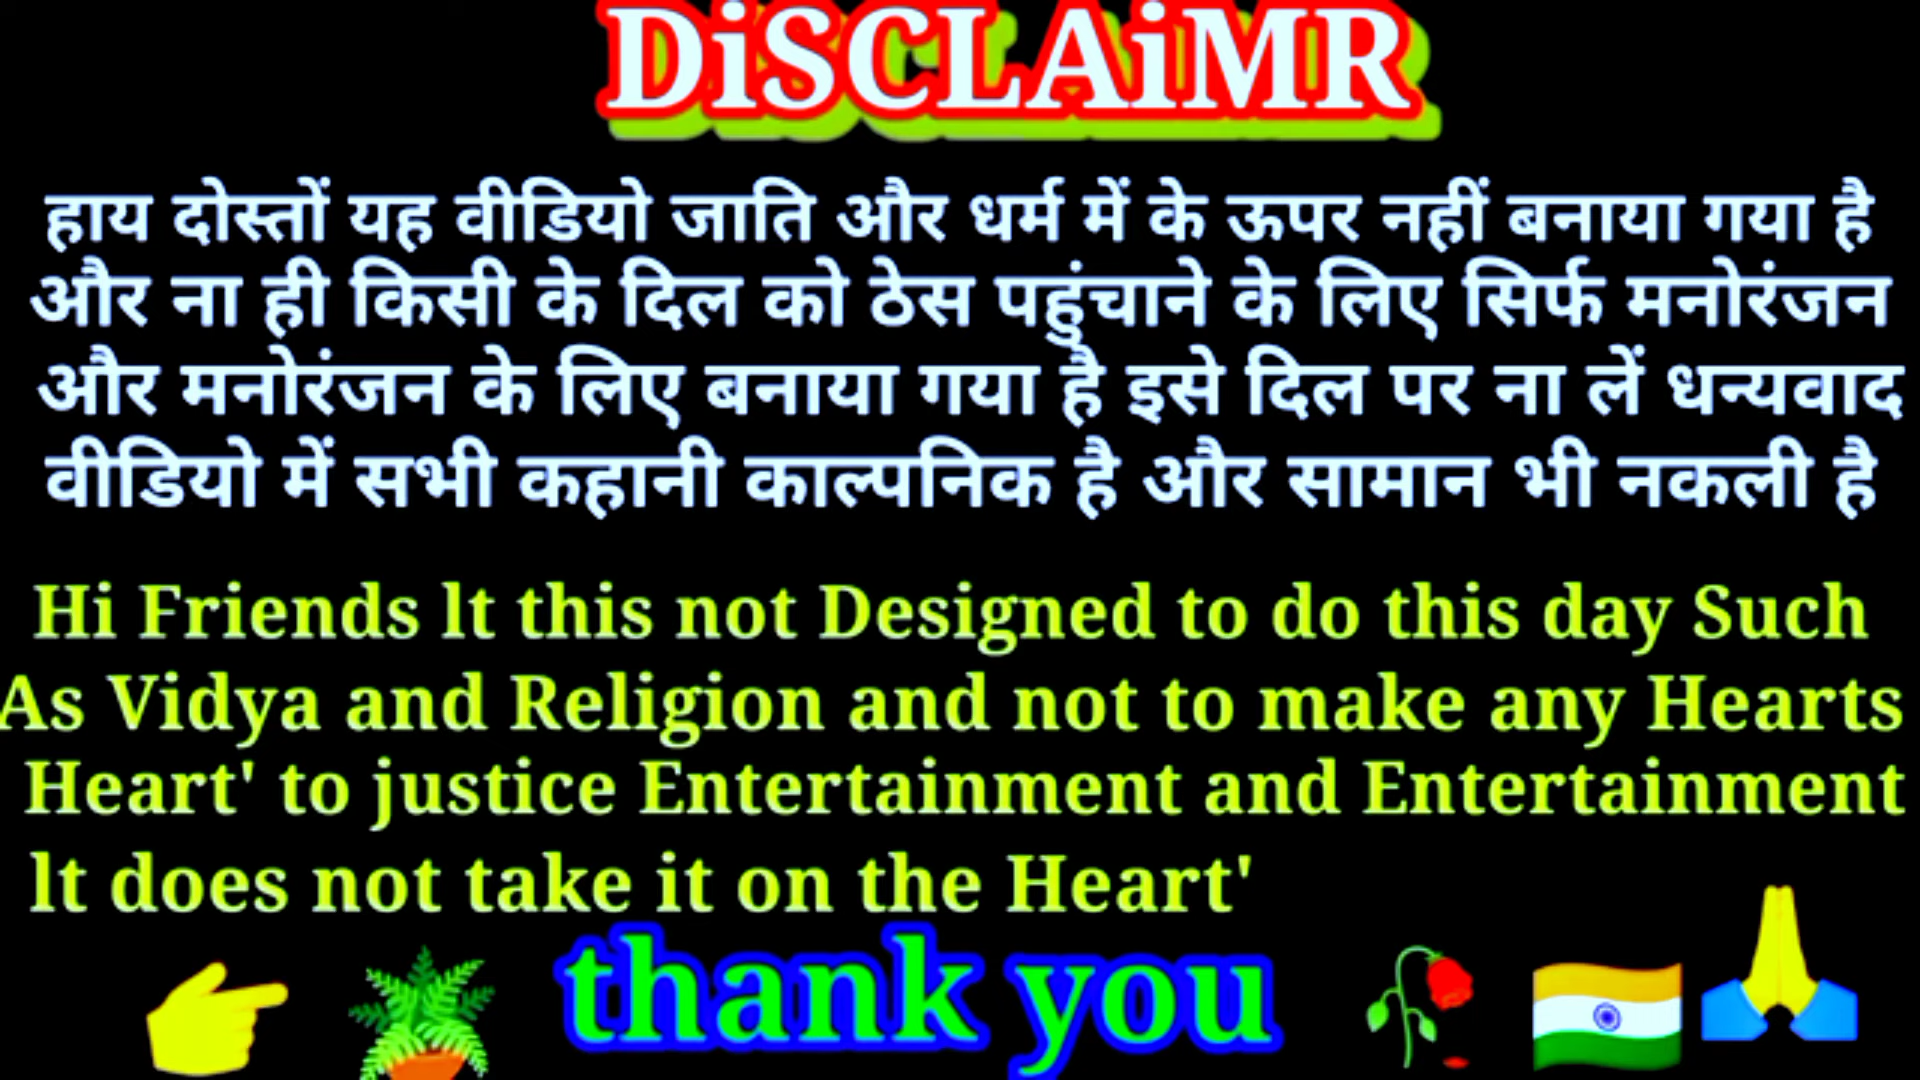 DiSCLAiMR
हाय दोस्तों यह वीडियो जाति और धर्म में के ऊपर नहीं बनाया गया है
और ना ही किसी के दिल को ठेस पहुंचाने के लिए सिर्फ मनोरंजन
और मनोरंजन के लिए बनाया गया है इसे दिल पर ना लें धन्यवाद
वीडियो में सभी कहानी काल्पनिक है और सामान भी नकली है
Hi Friends lt this not Designed to do this day Such
As Vidya and Religion and not to make any Hearts
Heart' to justice Entertainment and Entertainment
lt does not take it on the Heart'
thank you